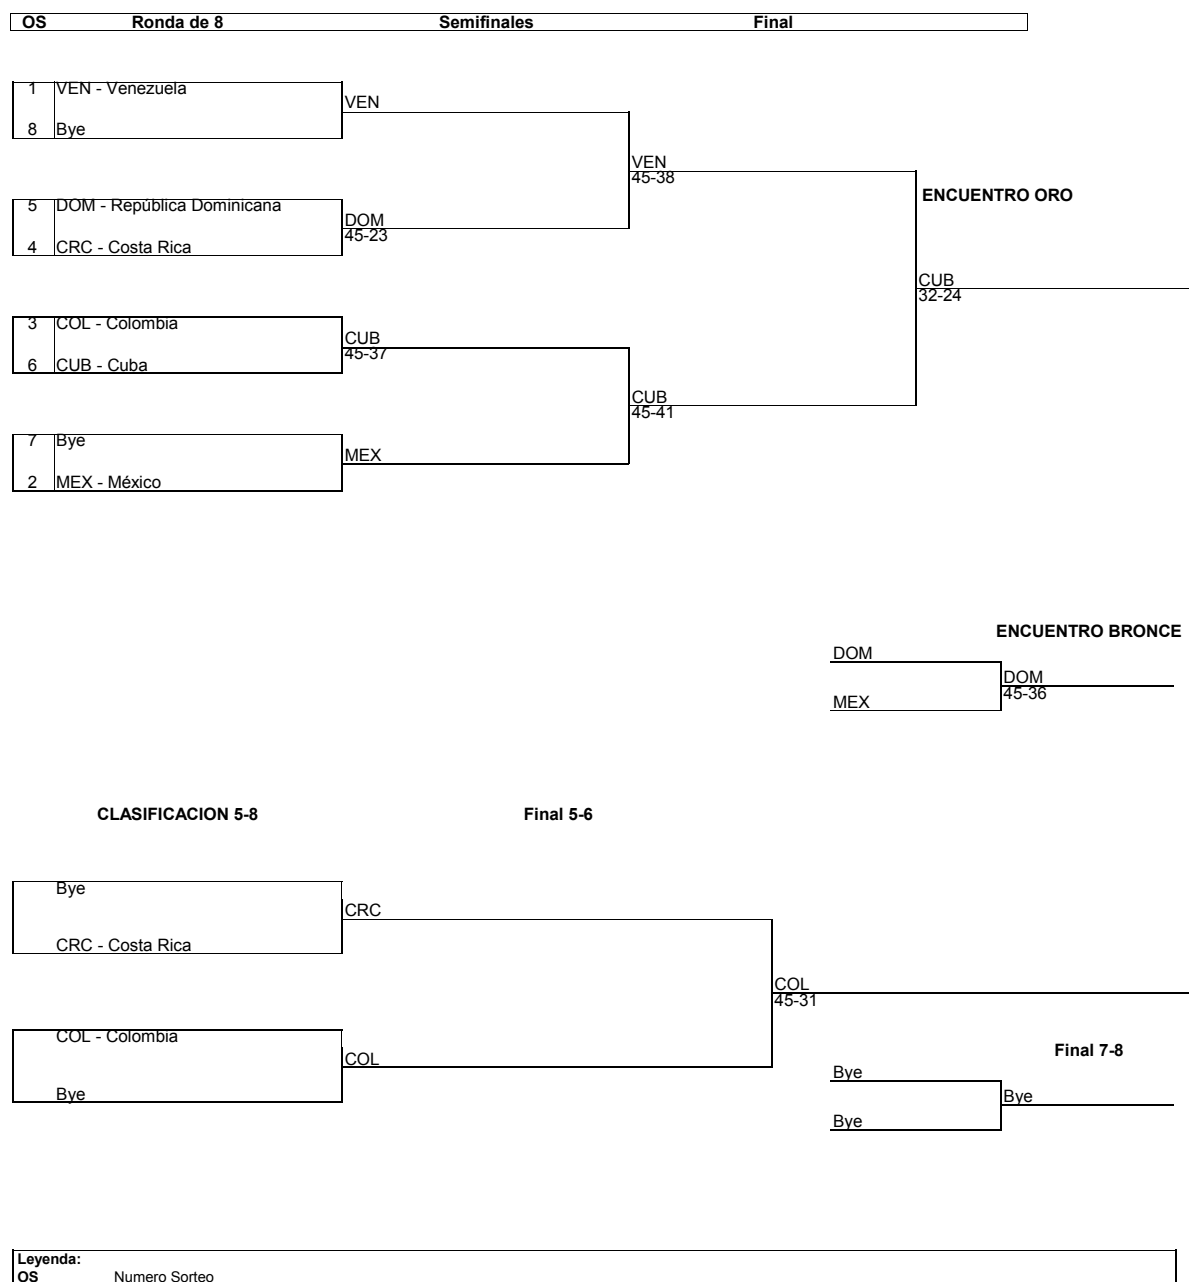 OS Ronda de 8 Semifinales Final
1 VEN - Venezuela
VEN
8 Bye
VEN
45-38
ENCUENTRO ORO
5 DOM - República Dominicana
DOM
45-23
4 CRC - Costa Rica
CUB
32-24
3 COL - Colombia
CUB
45-37
6 CUB - Cuba
CUB
45-41
7 Bye
MEX
2 MEX - México
ENCUENTRO BRONCE
DOM
DOM
45-36
MEX
CLASIFICACION 5-8 Final 5-6
Bye
CRC
CRC - Costa Rica
COL
45-31
COL - Colombia
Final 7-8
COL
Bye
Bye
Bye
Bye
Leyenda:
OS Numero Sorteo